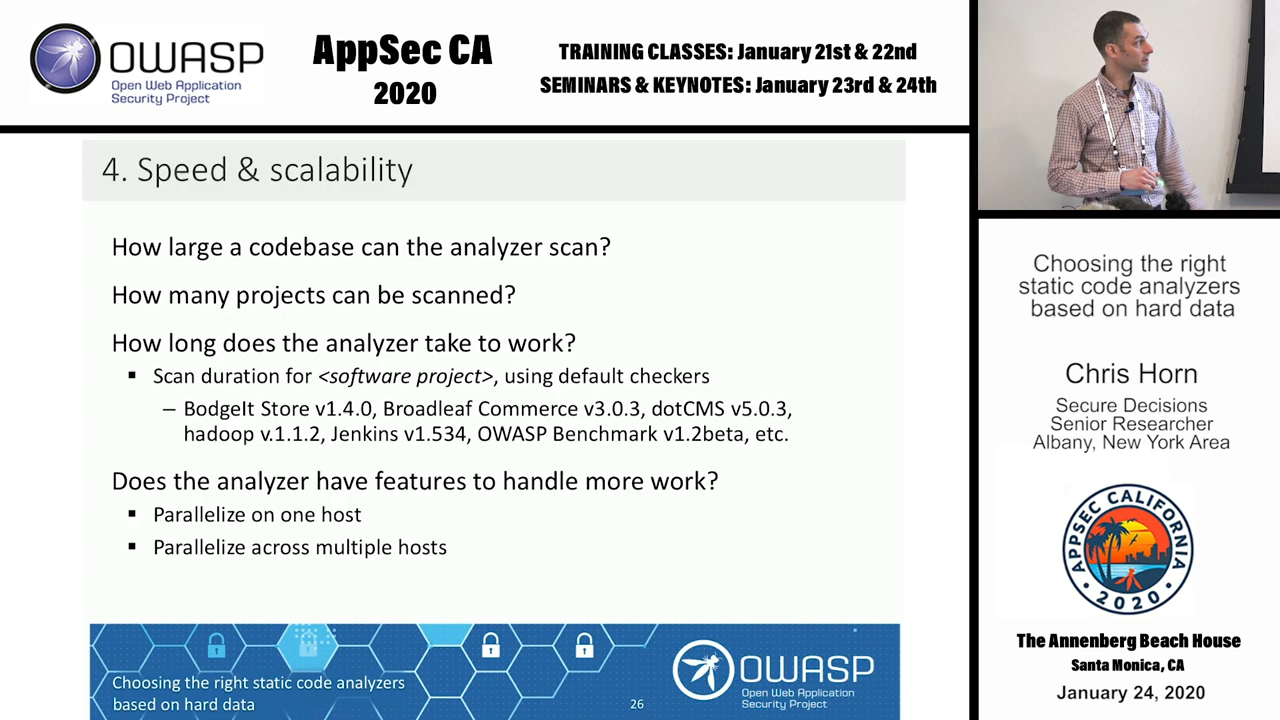 OWASP
Open Web Application
Security Project
AppSec CA
2020
TRAINING CLASSES: January 21st & 22nd
SEMINARS & KEYNOTES: January 23rd & 24th
4. Speed & scalability
How large a codebase can the analyzer scan?
How many projects can be scanned?
How long does the analyzer take to work?
▪ Scan duration for <software project>, using default checkers
– BodgeIt Store v1.4.0, Broadleaf Commerce v3.0.3, dotCMS v5.0.3,
hadoop v.1.1.2, Jenkins v1.534, OWASP Benchmark v1.2beta, etc.
Does the analyzer have features to handle more work?
▪ Parallelize on one host
▪ Parallelize across multiple hosts
Choosing the right static code analyzers
based on hard data
26
OWASP
Open Web Application
Security Project
Choosing the right
static code analyzers
based on hard data
Chris Horn
Secure Decisions
Senior Researcher
Albany, New York Area
APPSEC CALIFORNIA
• 2020 •
The Annenberg Beach House
Santa Monica, CA
January 24, 2020